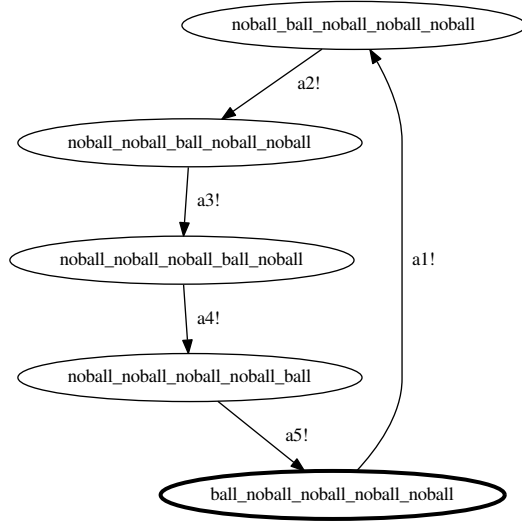 noball_ball_noball_noball_noball
a2!
noball_noball_ball_noball_noball
a3!
noball_noball_noball_ball_noball
a1!
a4!
noball_noball_noball_noball_ball
a5!
ball_noball_noball_noball_noball